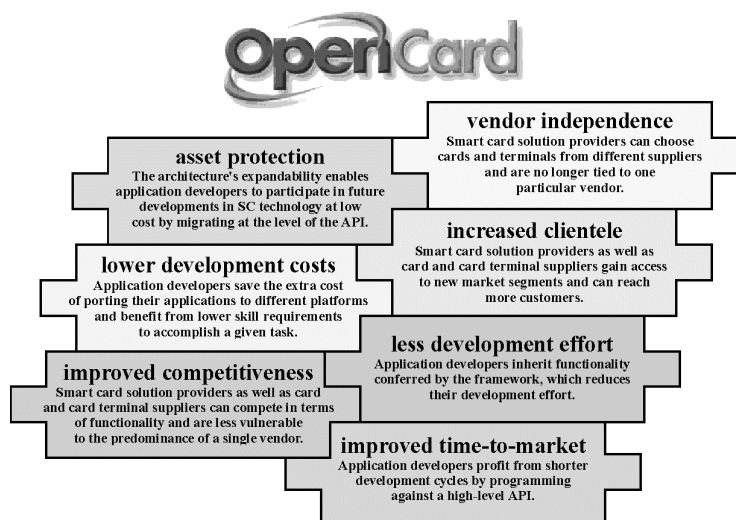 OpenCard
vendor independence
Smart card solution providers can choose
cards and terminals from different suppliers
and are no longer tied to one
particular vendor.
asset protection
The architecture's expandability enables
application developers to participate in future
developments in SC technology at low
cost by migrating at the level of the API.
increased clientele
Smart card solution providers as well as
card and card terminal suppliers gain access
to new market segments and can reach
more customers.
lower development costs
Application developers save the extra cost
of porting their applications to different platforms
and benefit from lower skill requirements
to accomplish a given task.
less development effort
Application developers inherit functionality
conferred by the framework, which reduces
their development effort.
improved competitiveness
Smart card solution providers as well as card
and card terminal suppliers can compete in terms
of functionality and are less vulnerable
to the predominance of a single vendor.
improved time-to-market
Application developers profit from shorter
development cycles by programming
against a high-level API.